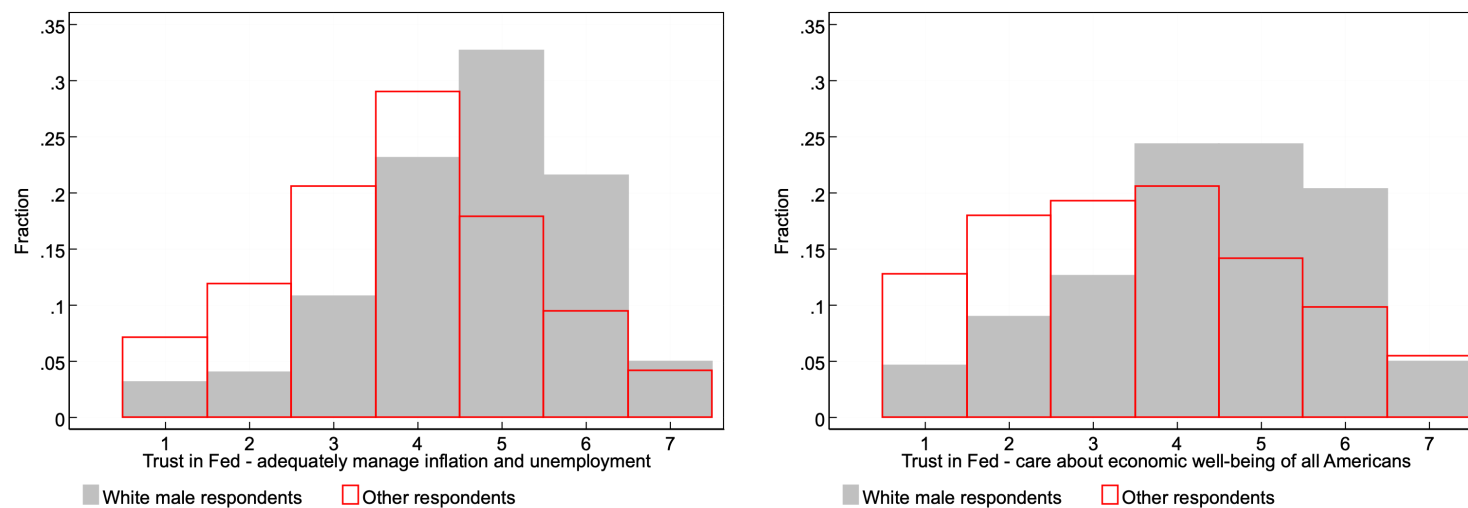 .35
.3
.25
.2
.15
.1
.05
0
Fraction
1 2 3 4 5 6 7
Trust in Fed - adequately manage inflation and unemployment
White male respondents Other respondents
.35
.3
.25
.2
.15
.1
.05
0
Fraction
1 2 3 4 5 6 7
Trust in Fed - care about economic well-being of all Americans
White male respondents Other respondents